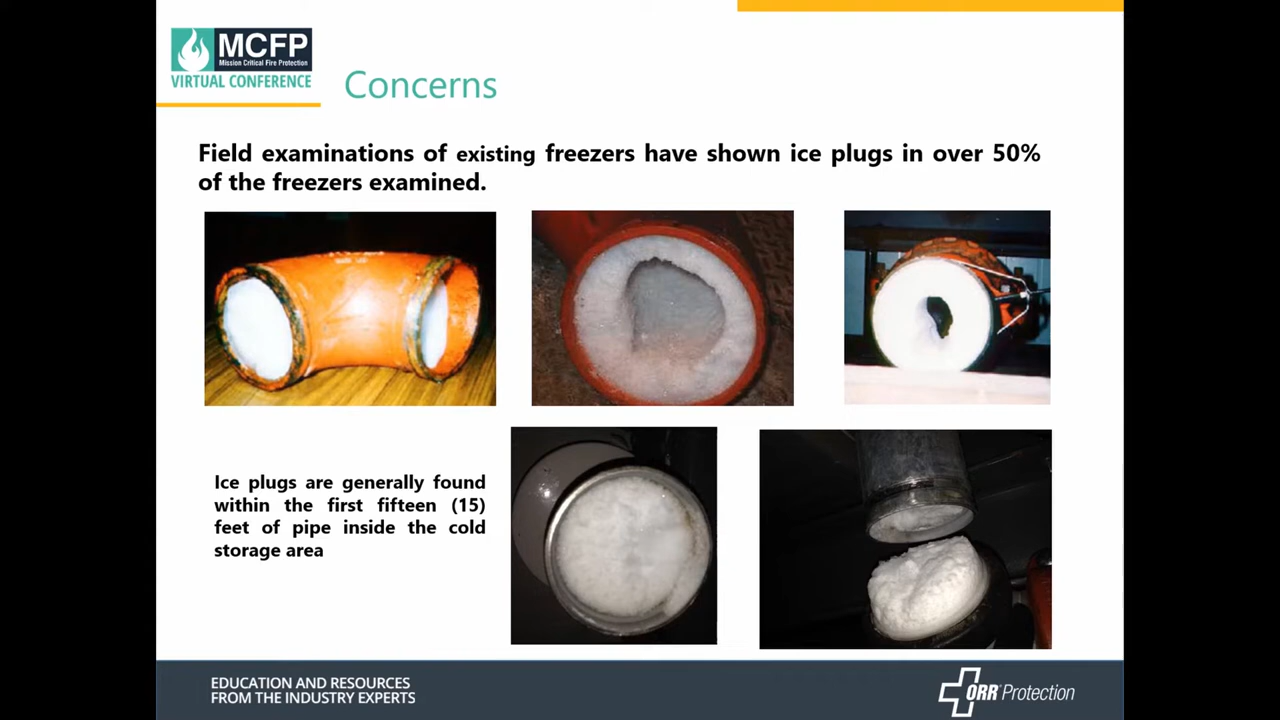 MCFP
Mission Critical Fire Protection
VIRTUAL CONFERENCE
Concerns
Field examinations of existing freezers have shown ice plugs in over 50%
of the freezers examined.
Ice plugs are generally found
within the first fifteen (15)
feet of pipe inside the cold
storage area
EDUCATION AND RESOURCES
FROM THE INDUSTRY EXPERTS
ORR Protection